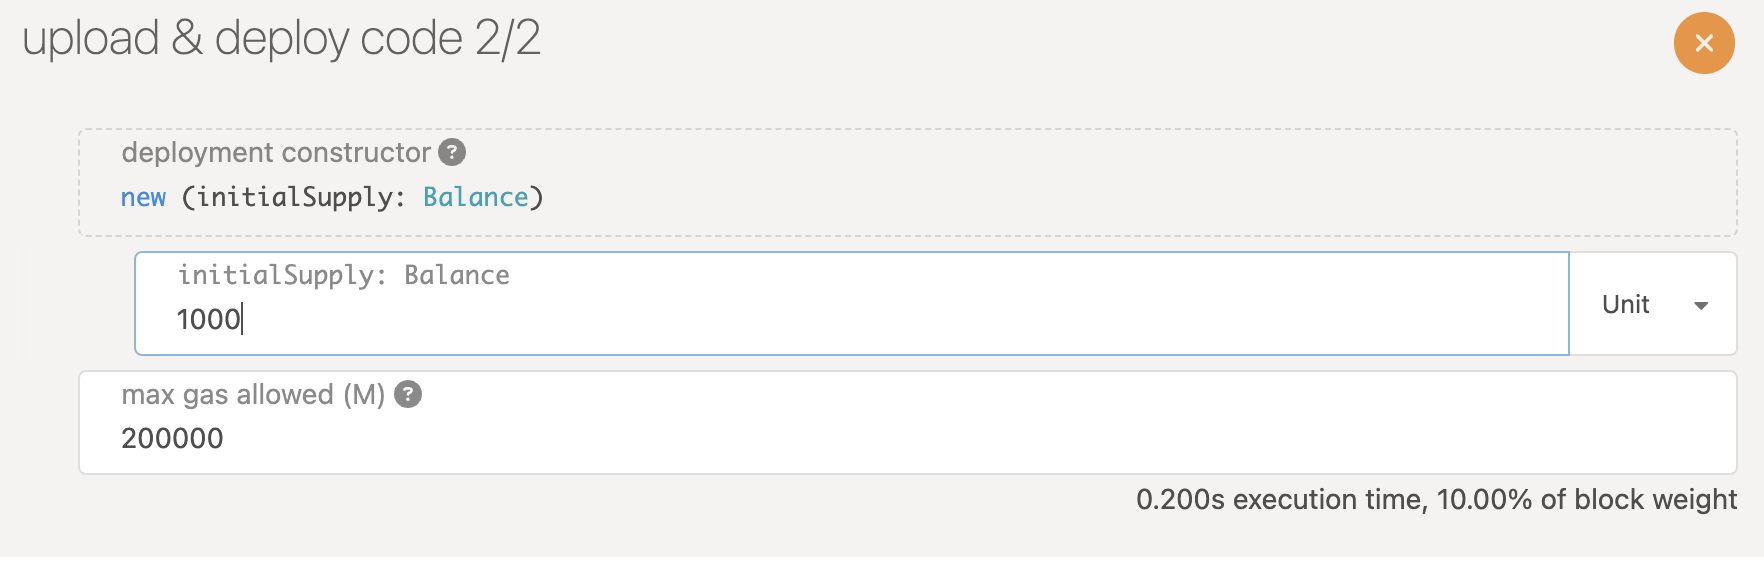 upload & deploy code 2/2
deployment constructor ?
new (initialSupply: Balance)
initialSupply: Balance
1000
Unit
max gas allowed (M) ?
200000
0.200s execution time, 10.00% of block weight